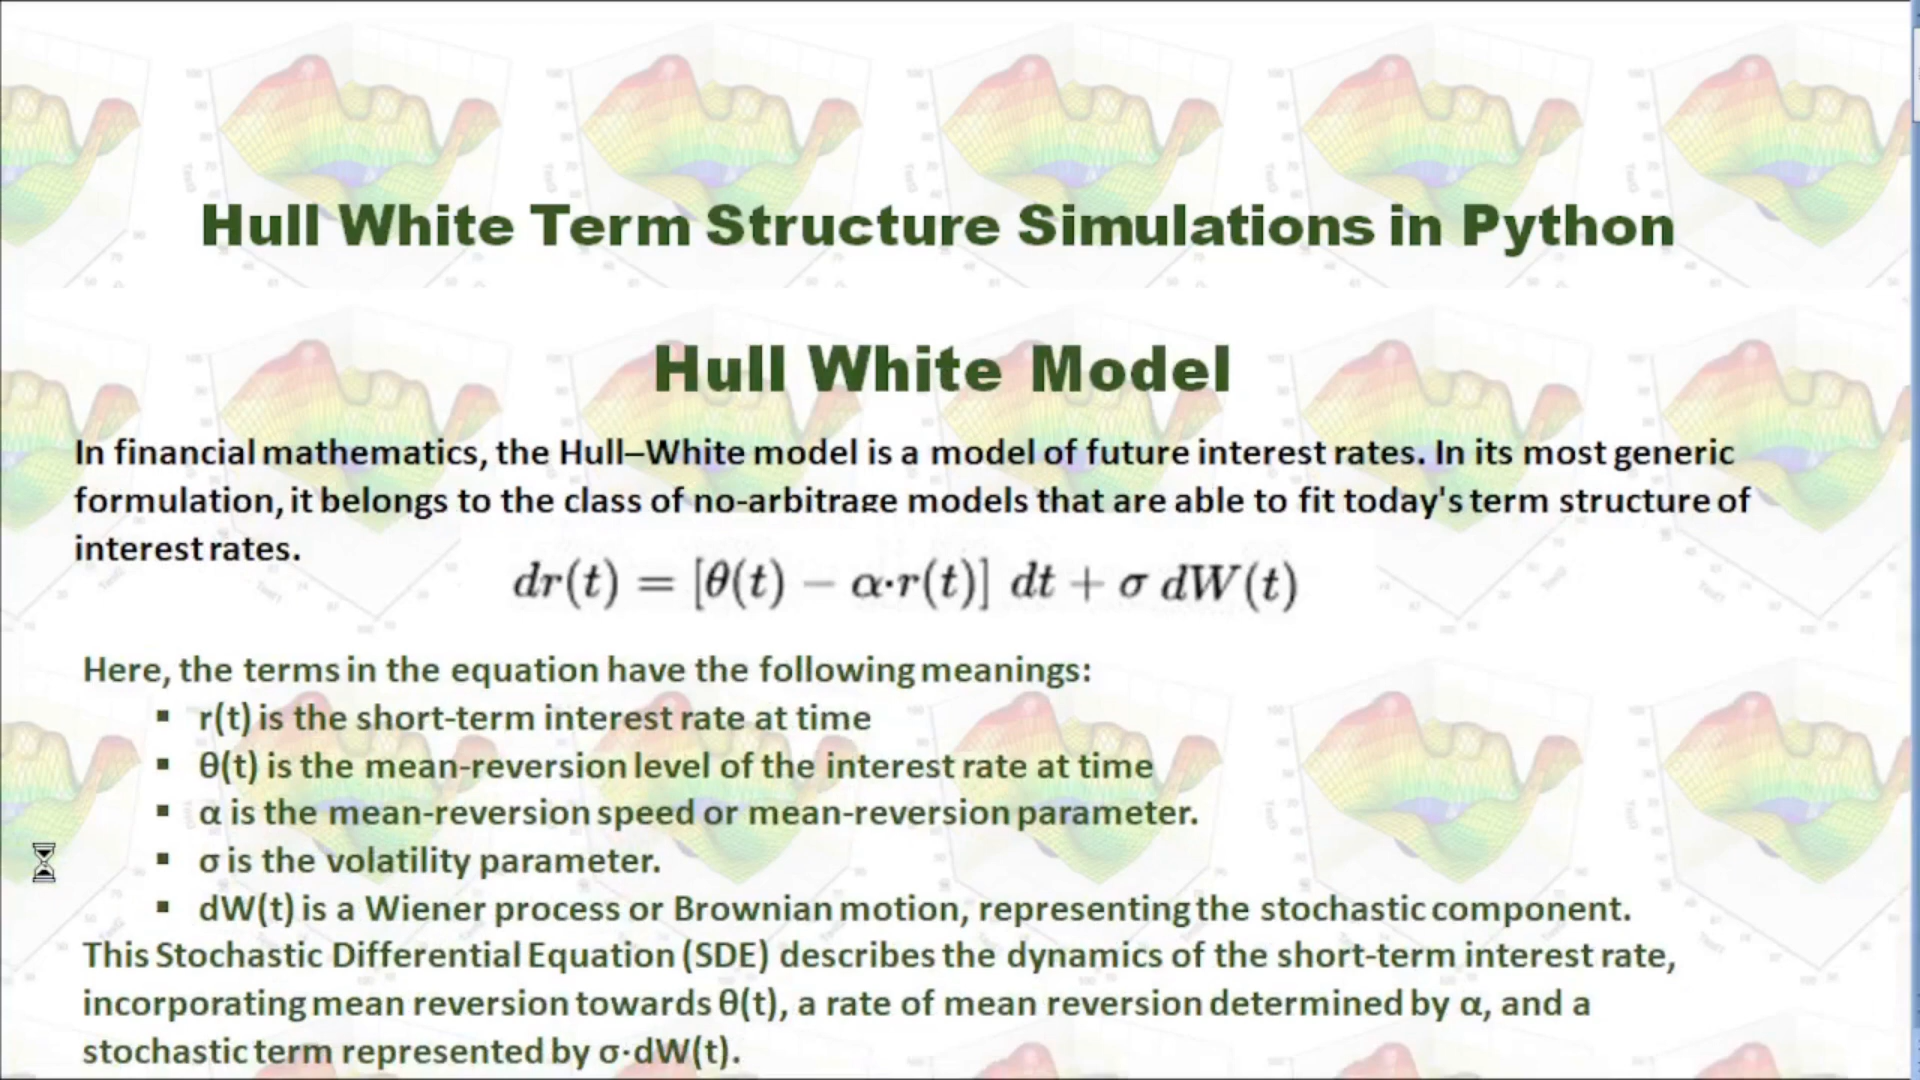 Hull White Term Structure Simulations in Python
Hull White Model
In financial mathematics, the Hull–White model is a model of future interest rates. In its most generic
formulation, it belongs to the class of no-arbitrage models that are able to fit today's term structure of
interest rates.
dr(t) = [θ(t) − α·r(t)] dt + σ dW(t)
Here, the terms in the equation have the following meanings:
▪ r(t) is the short-term interest rate at time
▪ θ(t) is the mean-reversion level of the interest rate at time
▪ α is the mean-reversion speed or mean-reversion parameter.
▪ σ is the volatility parameter.
▪ dW(t) is a Wiener process or Brownian motion, representing the stochastic component.
This Stochastic Differential Equation (SDE) describes the dynamics of the short-term interest rate,
incorporating mean reversion towards θ(t), a rate of mean reversion determined by α, and a
stochastic term represented by σ·dW(t).